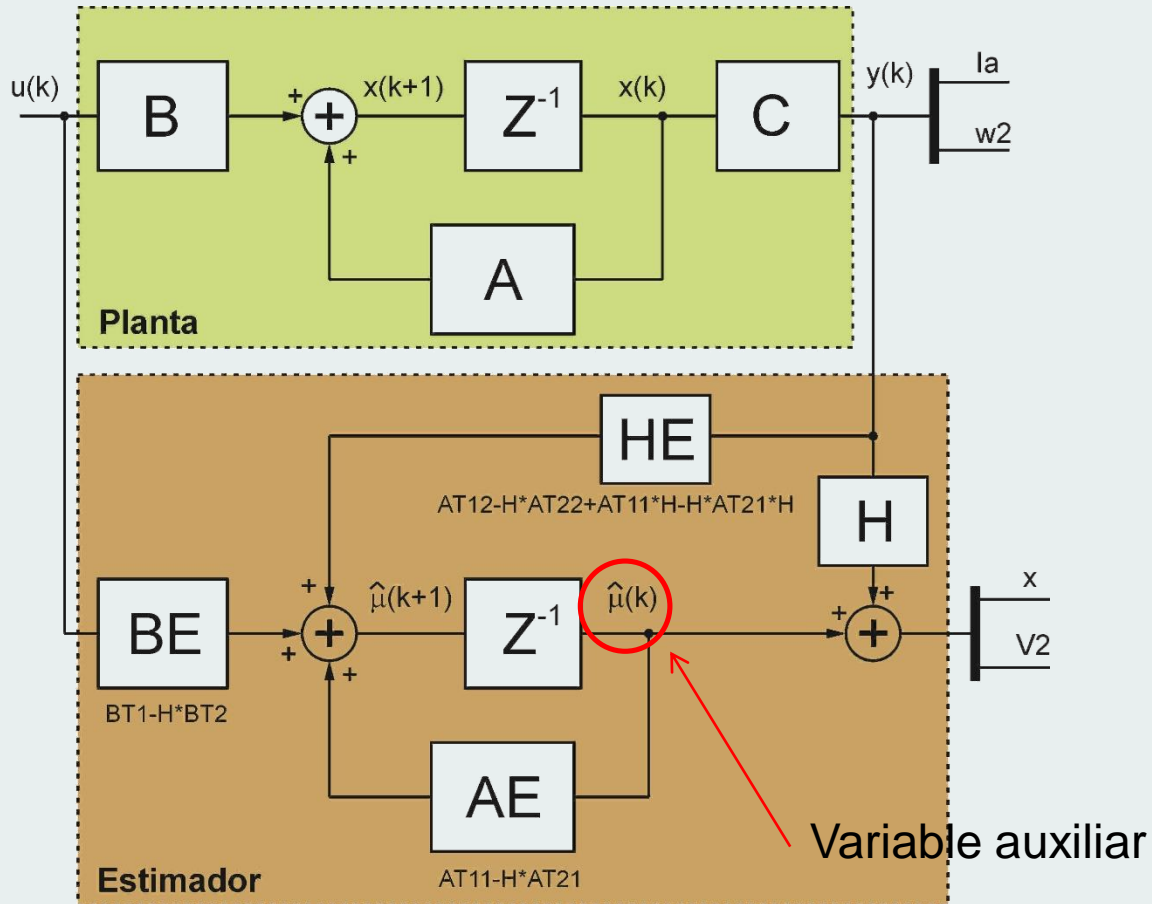 u(k)
B
+
+
+
x(k+1)
Z-1
x(k)
C
y(k)
Ia
w2
A
Planta
HE
AT12-H*AT22+AT11*H-H*AT21*H
H
BE
BT1-H*BT2
+
+
+
+
μ̂(k+1)
Z-1
μ̂(k)
+
+
+
x
V2
AE
AT11-H*AT21
Variable auxiliar
Estimador